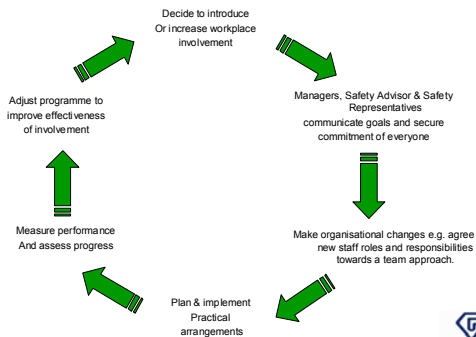 Decide to introduce
Or increase workplace
involvement
Managers, Safety Advisor & Safety
Representatives
communicate goals and secure
commitment of everyone
Make organisational changes e.g. agree
new staff roles and responsibilities
towards a team approach.
Plan & implement
Practical
arrangements
Measure performance
And assess progress
Adjust programme to
improve effectiveness
of involvement